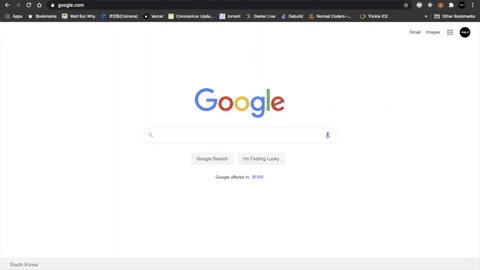 google.com
Apps Bookmarks Wait But Why 코인원(Coinone) Vercel Coronavirus Upda... torrent Dexter Live Debuild Nomad Coders –... Trickle ICE Other Bookmarks
Gmail Images
Google
Google Search I'm Feeling Lucky
Google offered in: 한국어
South Korea